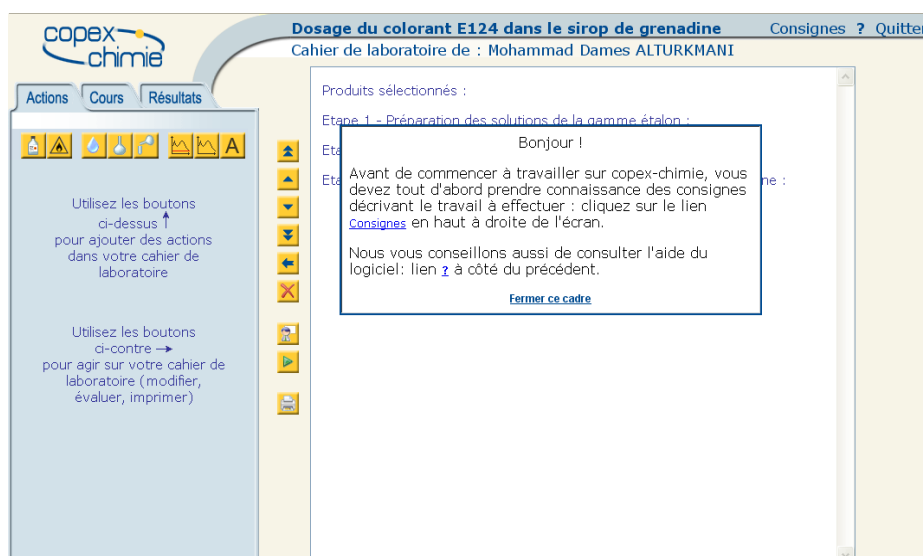 copex-chimie
Dosage du colorant E124 dans le sirop de grenadine
Consignes ? Quitter
Cahier de laboratoire de : Mohammad Dames ALTURKMANI
Actions
Cours
Résultats
A
Utilisez les boutons
ci-dessus ↑
pour ajouter des actions
dans votre cahier de
laboratoire
Utilisez les boutons
ci-contre →
pour agir sur votre cahier de
laboratoire (modifier,
évaluer, imprimer)
Produits sélectionnés :
Etape 1 - Préparation des solutions de la gamme étalon :
Bonjour !
Avant de commencer à travailler sur copex-chimie, vous
devez tout d'abord prendre connaissance des consignes
décrivant le travail à effectuer : cliquez sur le lien
Consignes en haut à droite de l'écran.
Nous vous conseillons aussi de consulter l'aide du
logiciel: lien ? à côté du précédent.
Fermer ce cadre